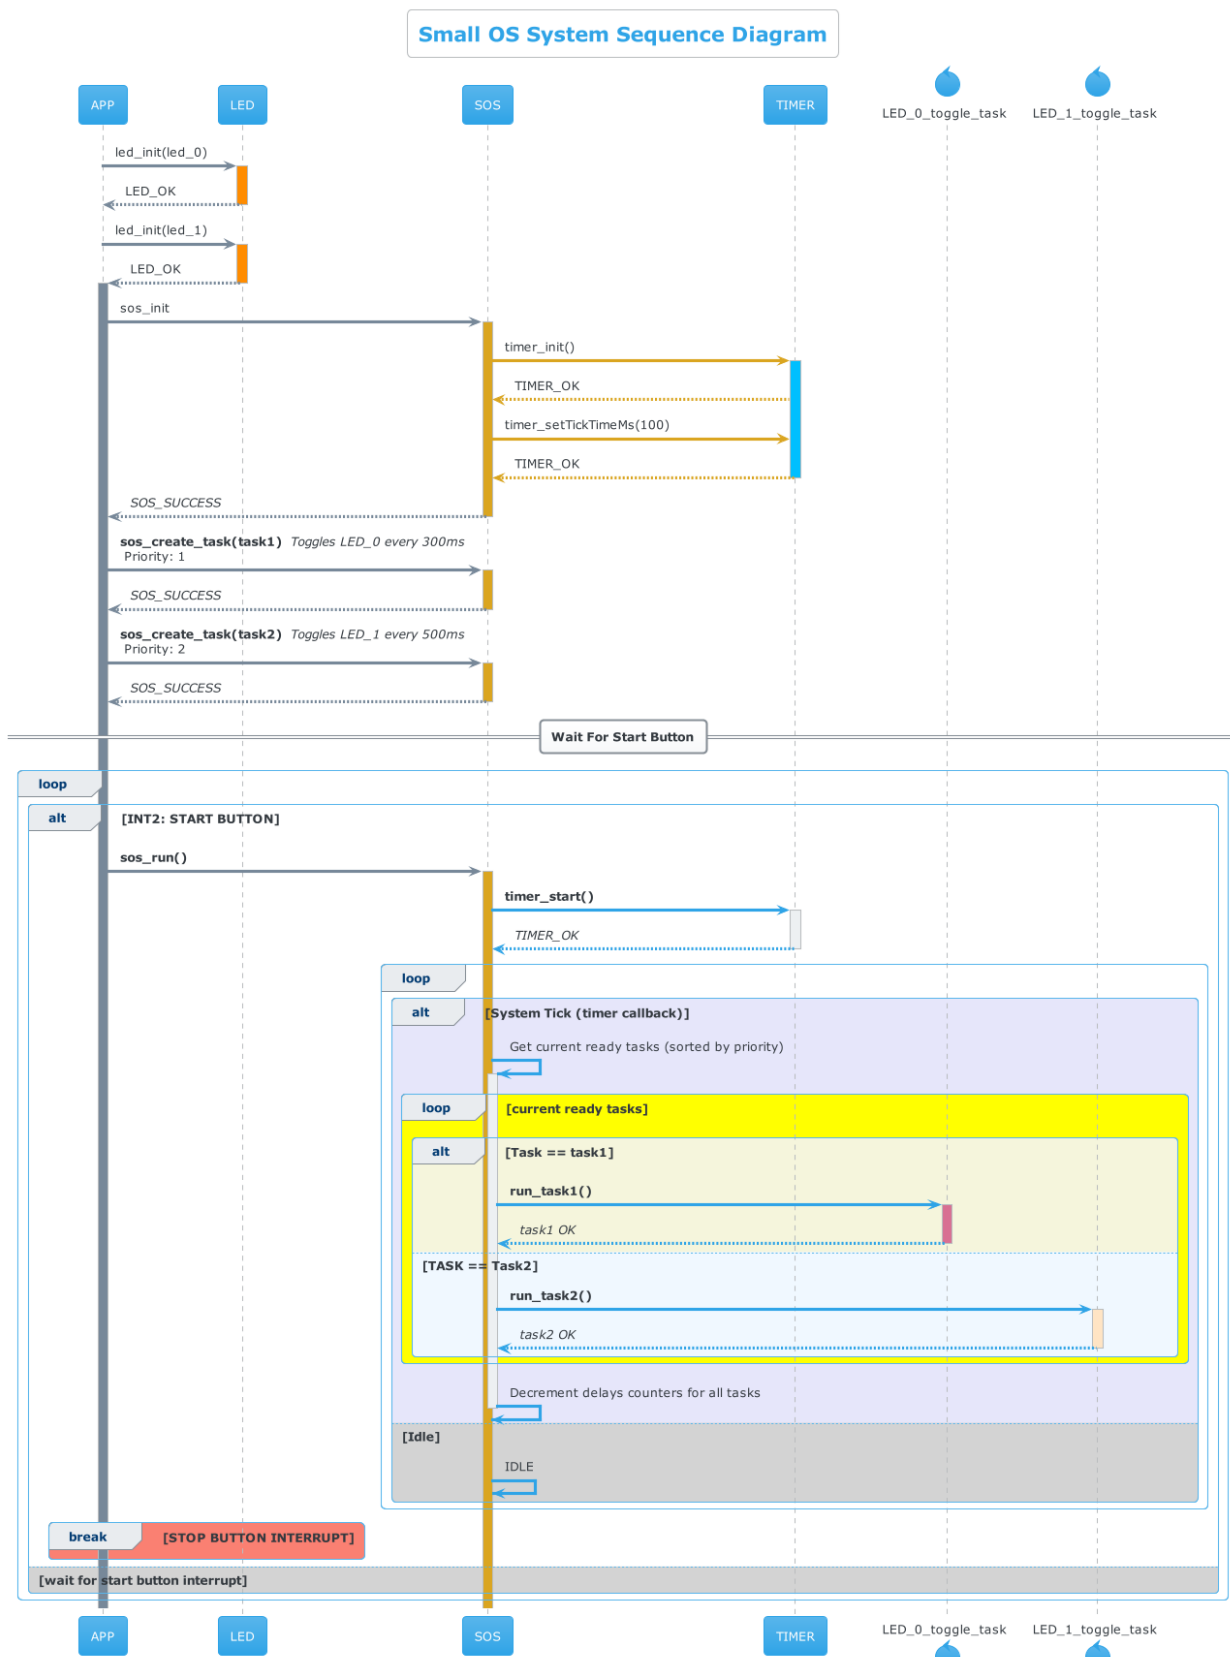 Small OS System Sequence Diagram
APP
LED
SOS
TIMER
LED_0_toggle_task
LED_1_toggle_task
led_init(led_0)
LED_OK
led_init(led_1)
LED_OK
sos_init
timer_init()
TIMER_OK
timer_setTickTimeMs(100)
TIMER_OK
SOS_SUCCESS
sos_create_task(task1) Toggles LED_0 every 300ms
Priority: 1
SOS_SUCCESS
sos_create_task(task2) Toggles LED_1 every 500ms
Priority: 2
SOS_SUCCESS
Wait For Start Button
loop
alt [INT2: START BUTTON]
sos_run()
timer_start()
TIMER_OK
loop
alt [System Tick (timer callback)]
Get current ready tasks (sorted by priority)
loop [current ready tasks]
alt [Task == task1]
run_task1()
task1 OK
[TASK == Task2]
run_task2()
task2 OK
Decrement delays counters for all tasks
[Idle]
IDLE
break [STOP BUTTON INTERRUPT]
[wait for start button interrupt]
APP
LED
SOS
TIMER
LED_0_toggle_task
LED_1_toggle_task